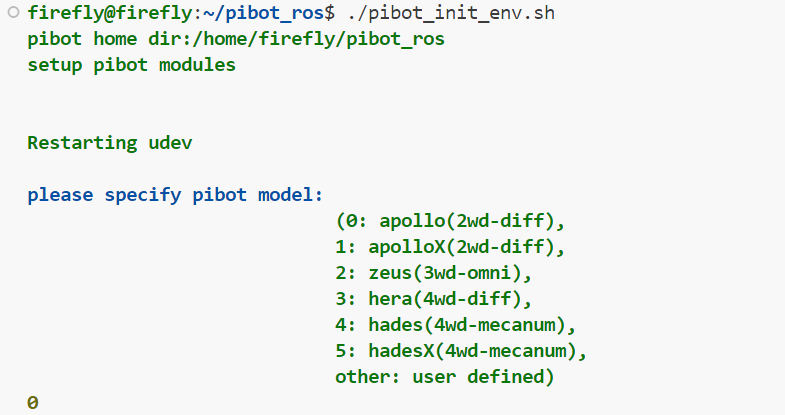 firefly@firefly:~/pibot_ros$ ./pibot_init_env.sh
pibot home dir:/home/firefly/pibot_ros
setup pibot modules
Restarting udev
please specify pibot model:
(0: apollo(2wd-diff),
1: apolloX(2wd-diff),
2: zeus(3wd-omni),
3: hera(4wd-diff),
4: hades(4wd-mecanum),
5: hadesX(4wd-mecanum),
other: user defined)
0